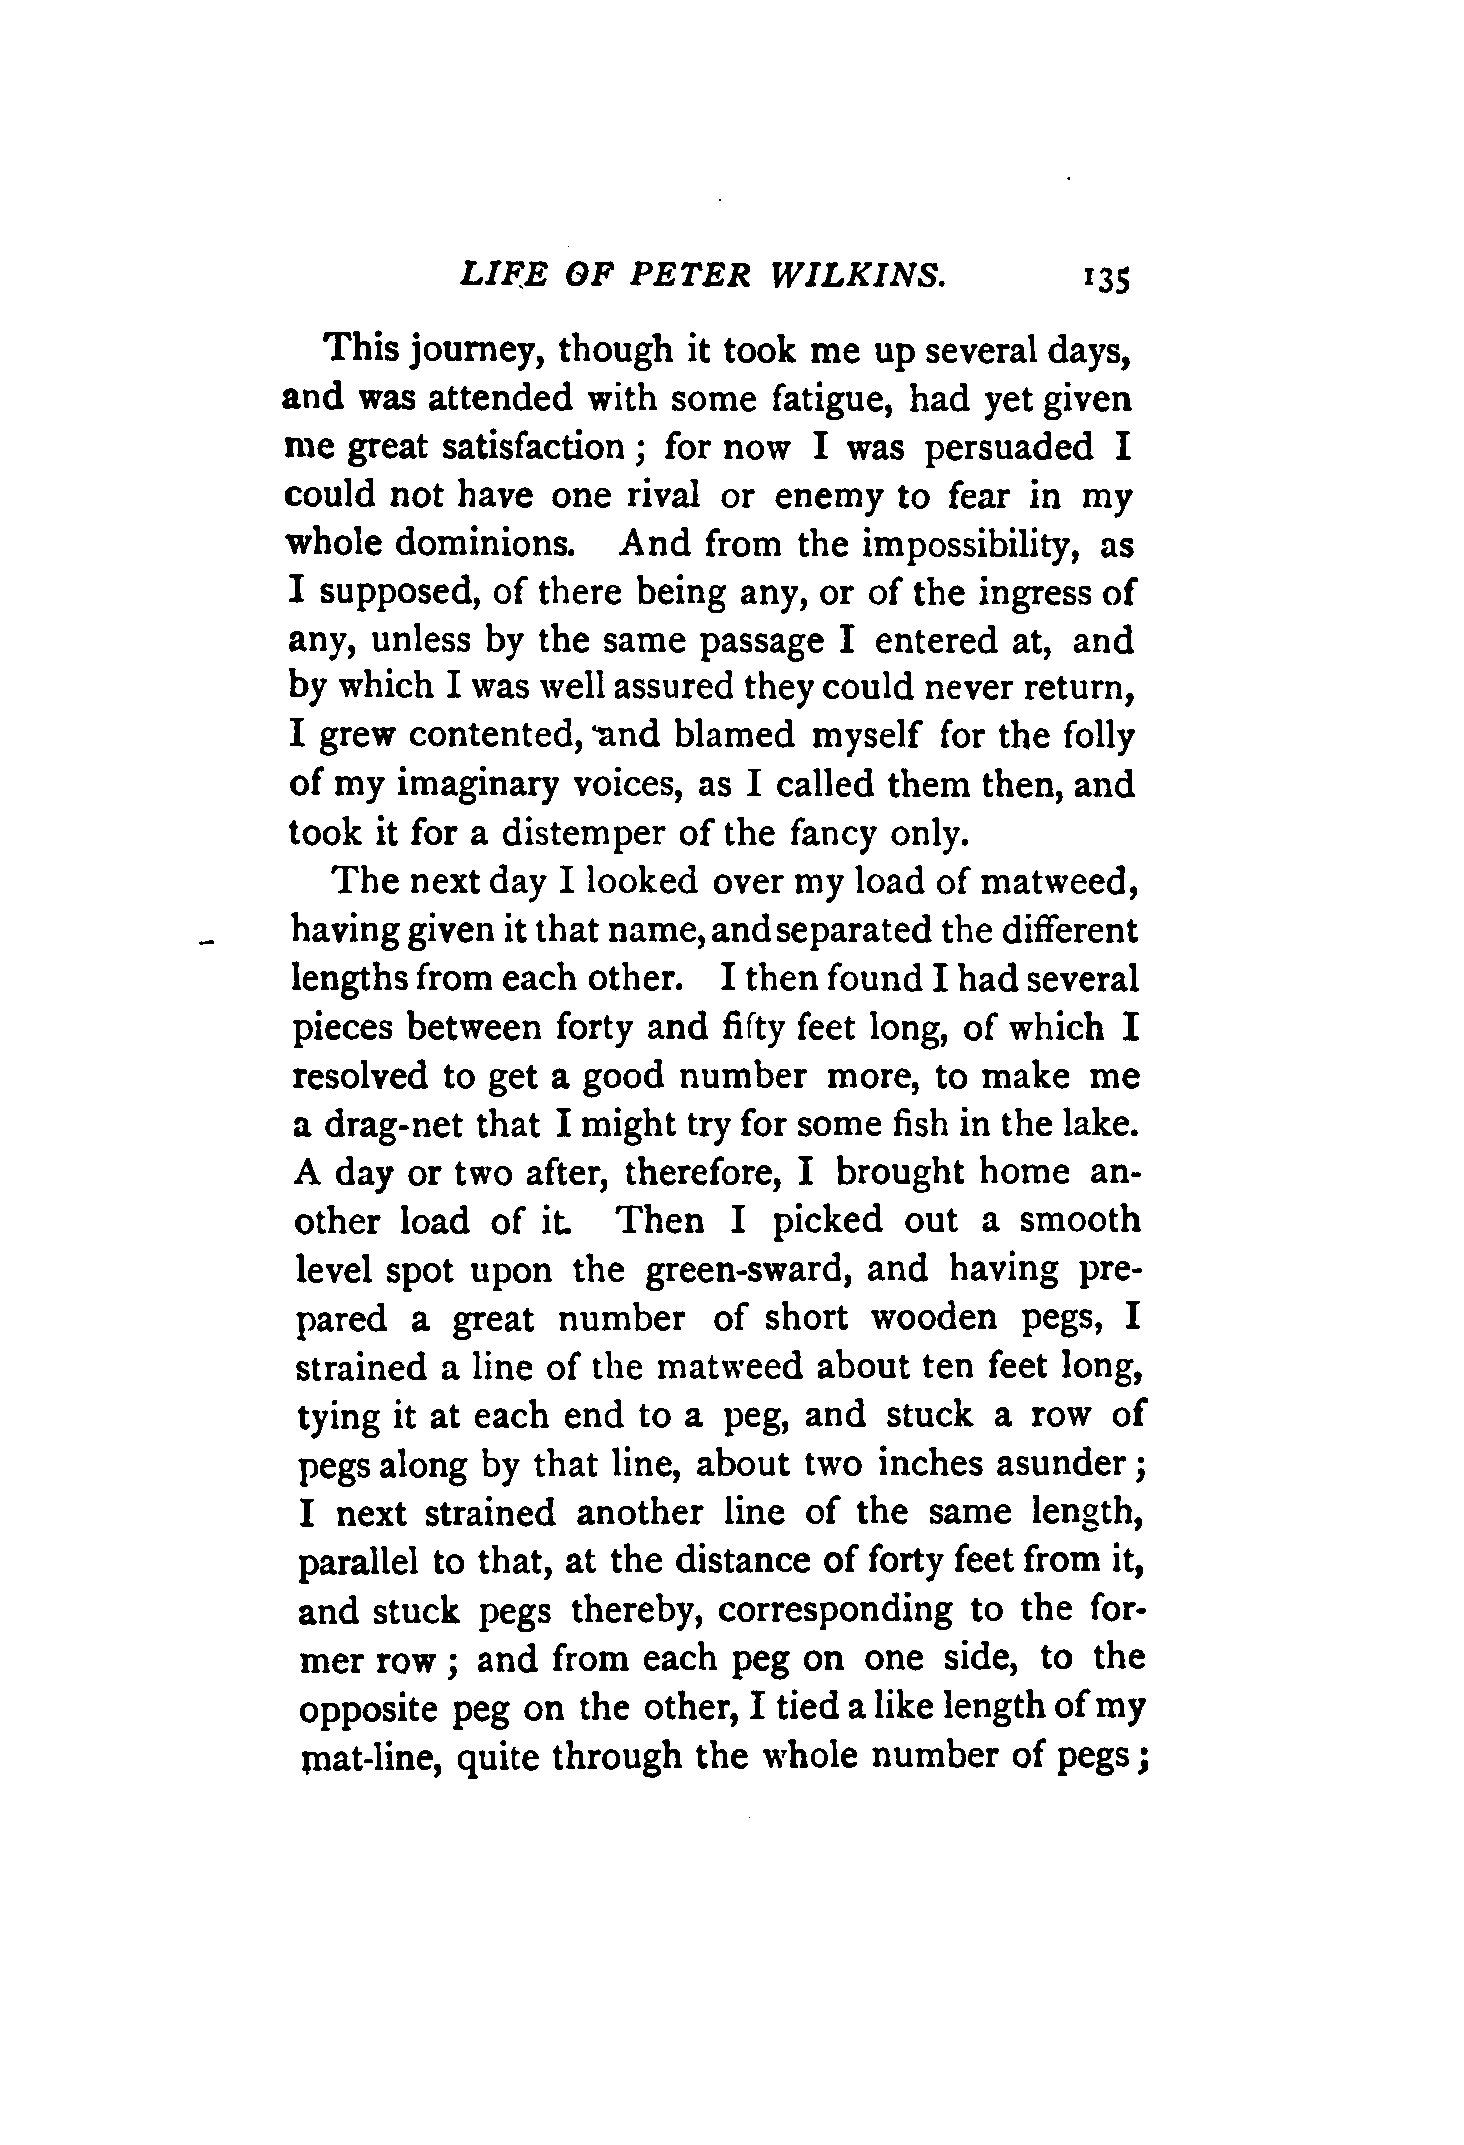 LIFE OF PETER WILKINS. 135
This journey, though it took me up several days,
and was attended with some fatigue, had yet given
me great satisfaction ; for now I was persuaded I
could not have one rival or enemy to fear in my
whole dominions. And from the impossibility, as
I supposed, of there being any, or of the ingress of
any, unless by the same passage I entered at, and
by which I was well assured they could never return,
I grew contented, and blamed myself for the folly
of my imaginary voices, as I called them then, and
took it for a distemper of the fancy only.
The next day I looked over my load of matweed,
having given it that name, and separated the different
lengths from each other. I then found I had several
pieces between forty and fifty feet long, of which I
resolved to get a good number more, to make me
a drag-net that I might try for some fish in the lake.
A day or two after, therefore, I brought home an-
other load of it. Then I picked out a smooth
level spot upon the green-sward, and having pre-
pared a great number of short wooden pegs, I
strained a line of the matweed about ten feet long,
tying it at each end to a peg, and stuck a row of
pegs along by that line, about two inches asunder ;
I next strained another line of the same length,
parallel to that, at the distance of forty feet from it,
and stuck pegs thereby, corresponding to the for-
mer row ; and from each peg on one side, to the
opposite peg on the other, I tied a like length of my
mat-line, quite through the whole number of pegs ;